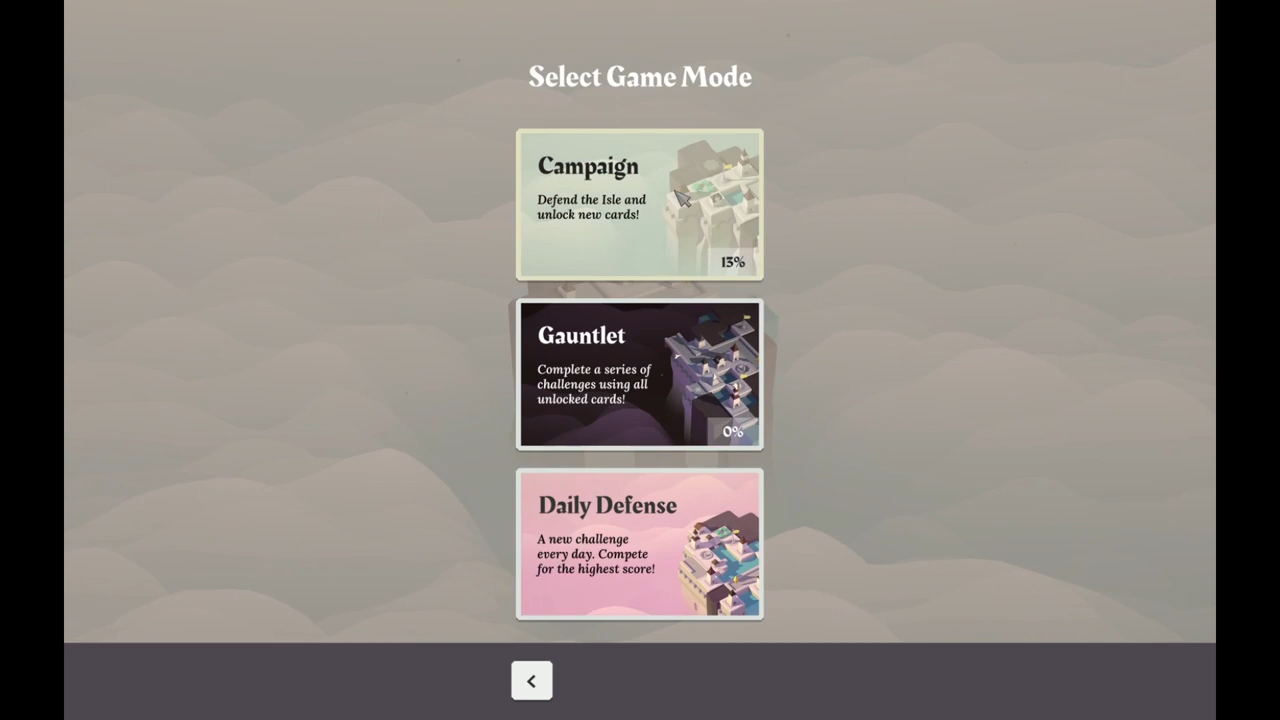 Select Game Mode
Campaign
Defend the Isle and
unlock new cards!
13%
Gauntlet
Complete a series of
challenges using all
unlocked cards!
0%
Daily Defense
A new challenge
every day. Compete
for the highest score!